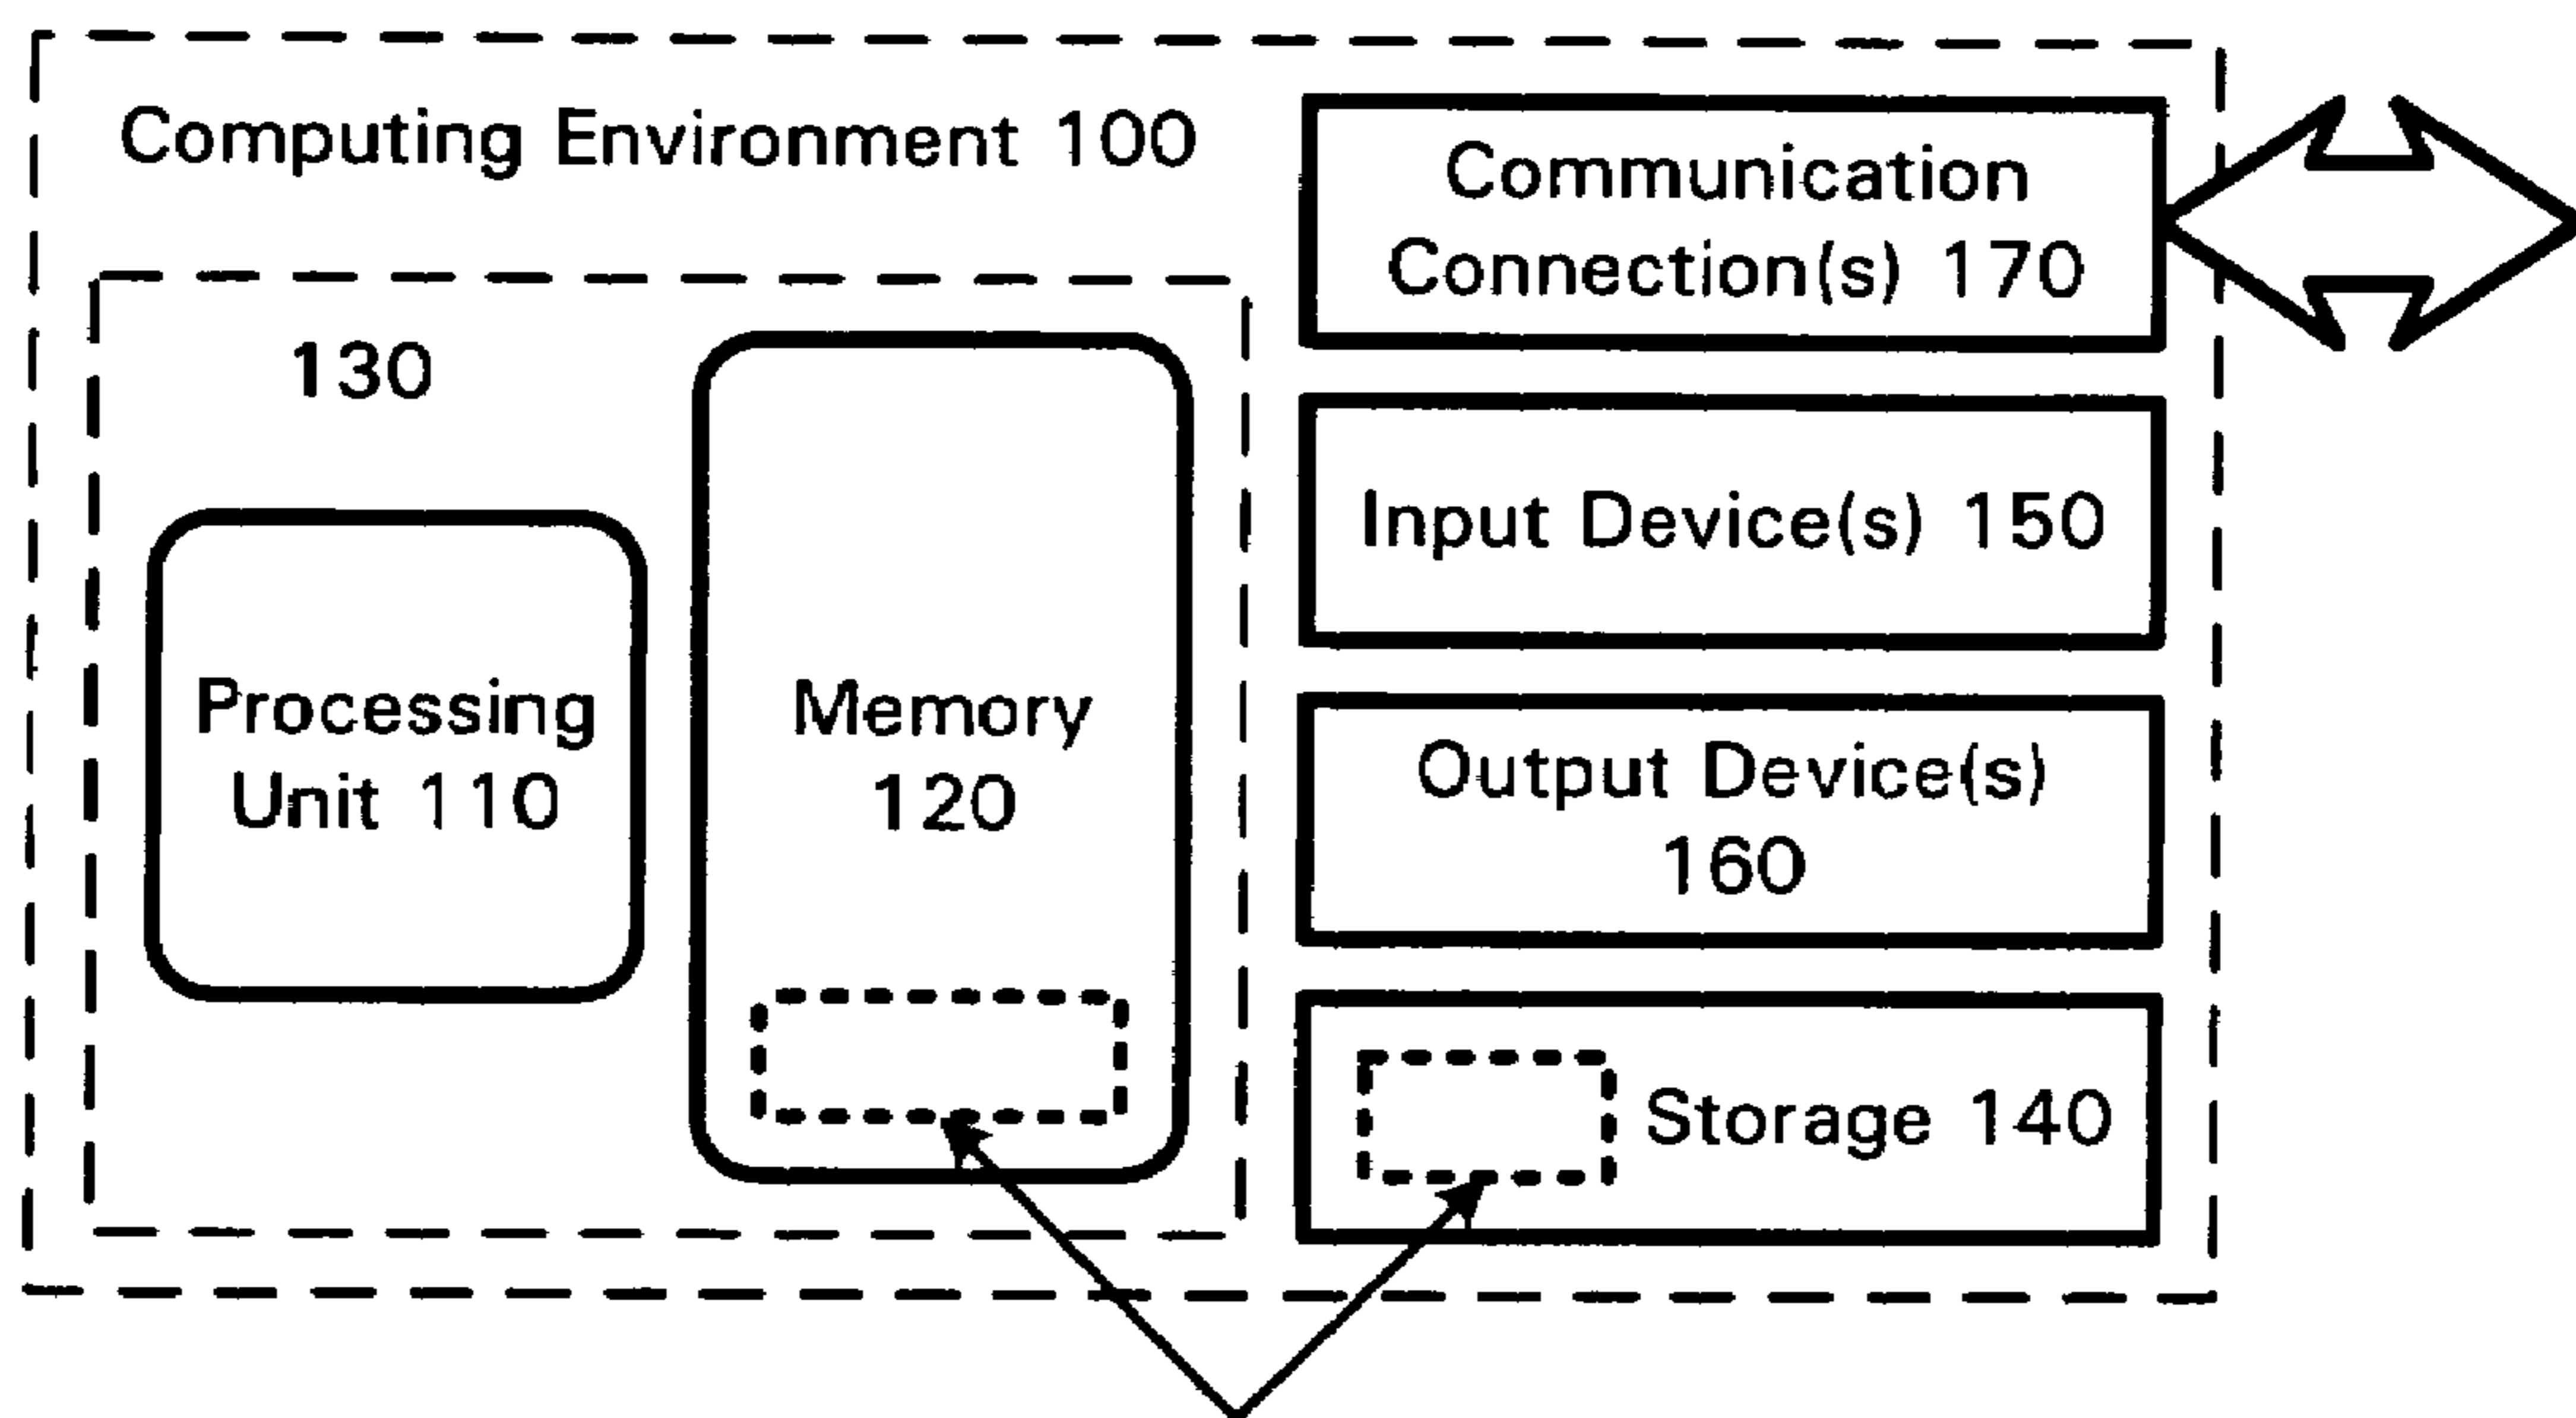 Computing Environment 100
130
Processing
Unit 110
Memory
120
Communication
Connection(s) 170
Input Device(s) 150
Output Device(s)
160
Storage 140